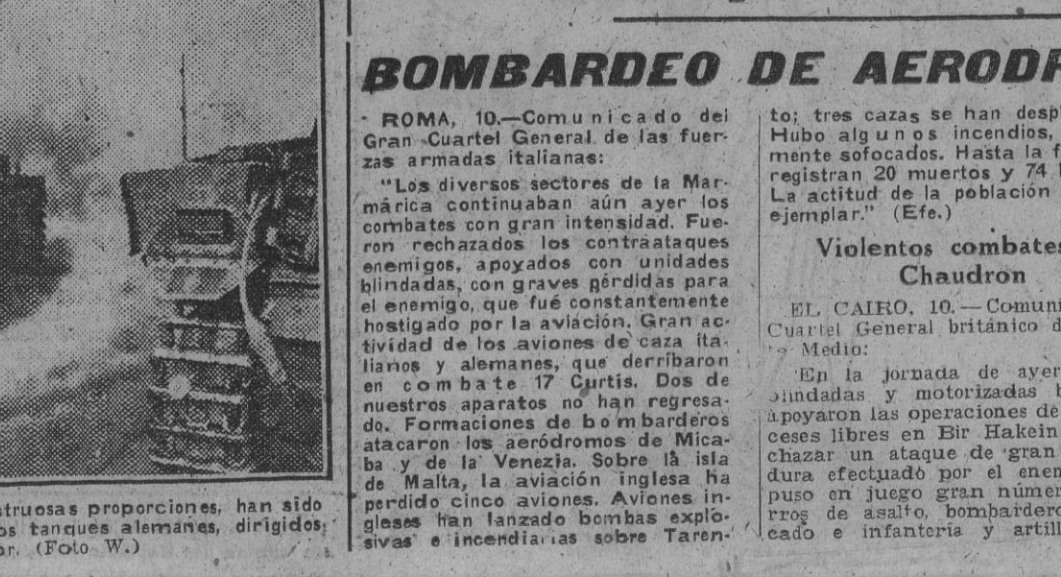 BOMBARDEO DE AEROD
ROMA, 10.—Comunicado del
Gran Cuartel General de las fuer-
zas armadas italianas:
"Los diversos sectores de la Mar-
márica continuaban aún ayer los
combates con gran intensidad. Fue-
ron rechazados los contraataques
enemigos, apoyados con unidades
blindadas, con graves pérdidas para
el enemigo, que fué constantemente
hostigado por la aviación. Gran ac-
tividad de los aviones de caza ita-
lianos y alemanes, que derribaron
en combate 17 Curtis. Dos de
nuestros aparatos no han regresa-
do. Formaciones de bombarderos
atacaron los aeródromos de Mica-
ba y de la Venezia. Sobre la isla
de Malta, la aviación inglesa ha
perdido cinco aviones. Aviones in-
gleses han lanzado bombas explo-
sivas e incendiarias sobre Taren-
to; tres cazas se han desp
Hubo algunos incendios,
mente sofocados. Hasta la f
registran 20 muertos y 74
La actitud de la población
ejemplar." (Efe.)
Violentos combates
Chaudron
EL CAIRO, 10.—Comun
Cuartel General británico d
Medio:
"En la jornada de ayer
blindadas y motorizadas
apoyaron las operaciones de
ceses libres en Bir Hakein
chazar un ataque de gran
dura efectuado por el ene
puso en juego gran núme
rros de asalto, bombardero
cado e infantería y artill
struosas proporciones, han sido
os tanques alemanes, dirigidos
or. (Foto W.)